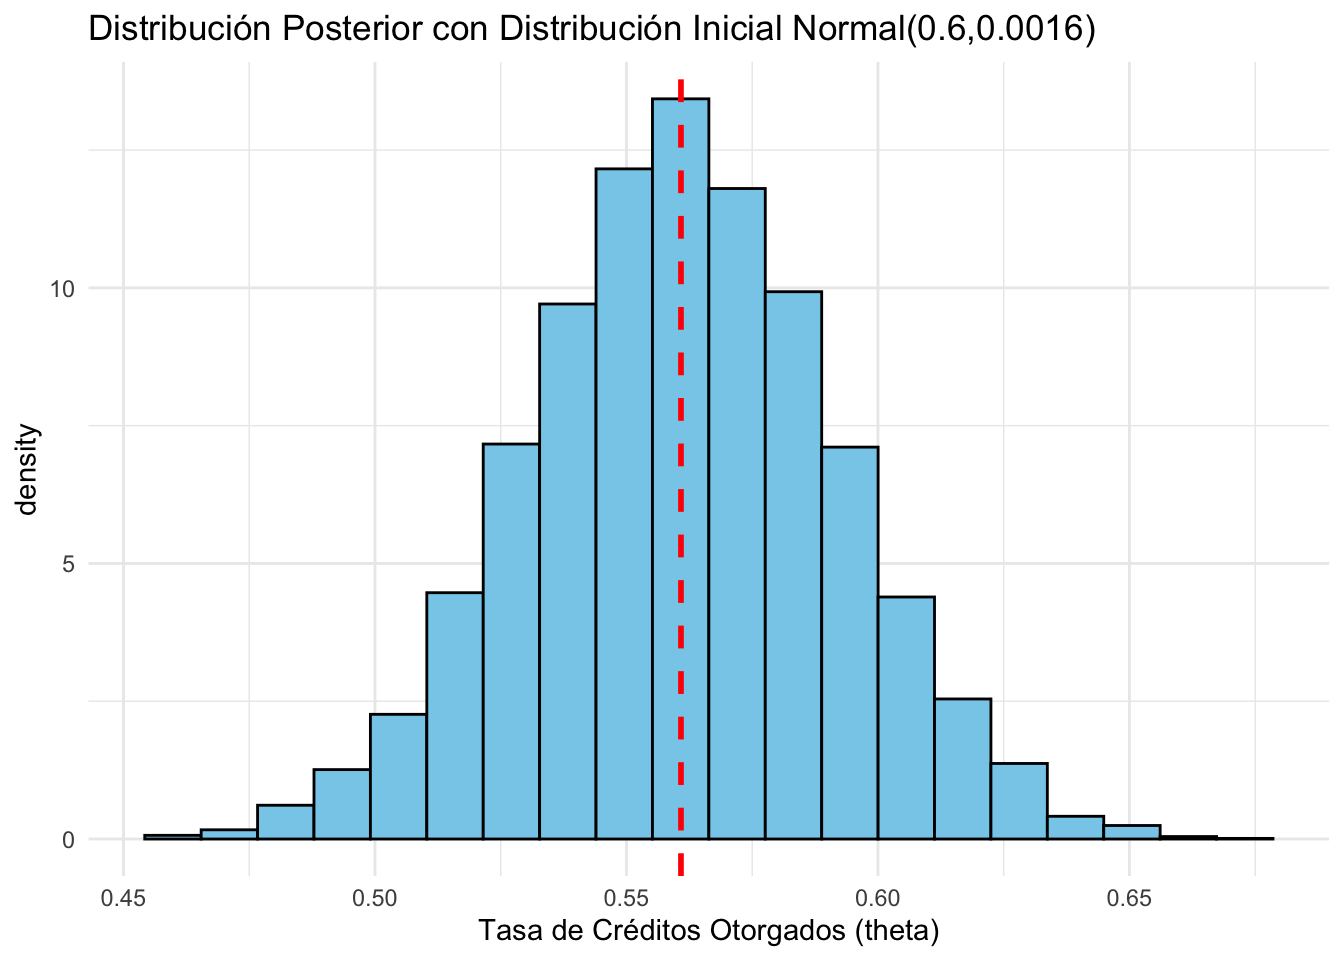 Distribución Posterior con Distribución Inicial Normal(0.6,0.0016)
density
10
5
0
0.45 0.50 0.55 0.60 0.65
Tasa de Créditos Otorgados (theta)